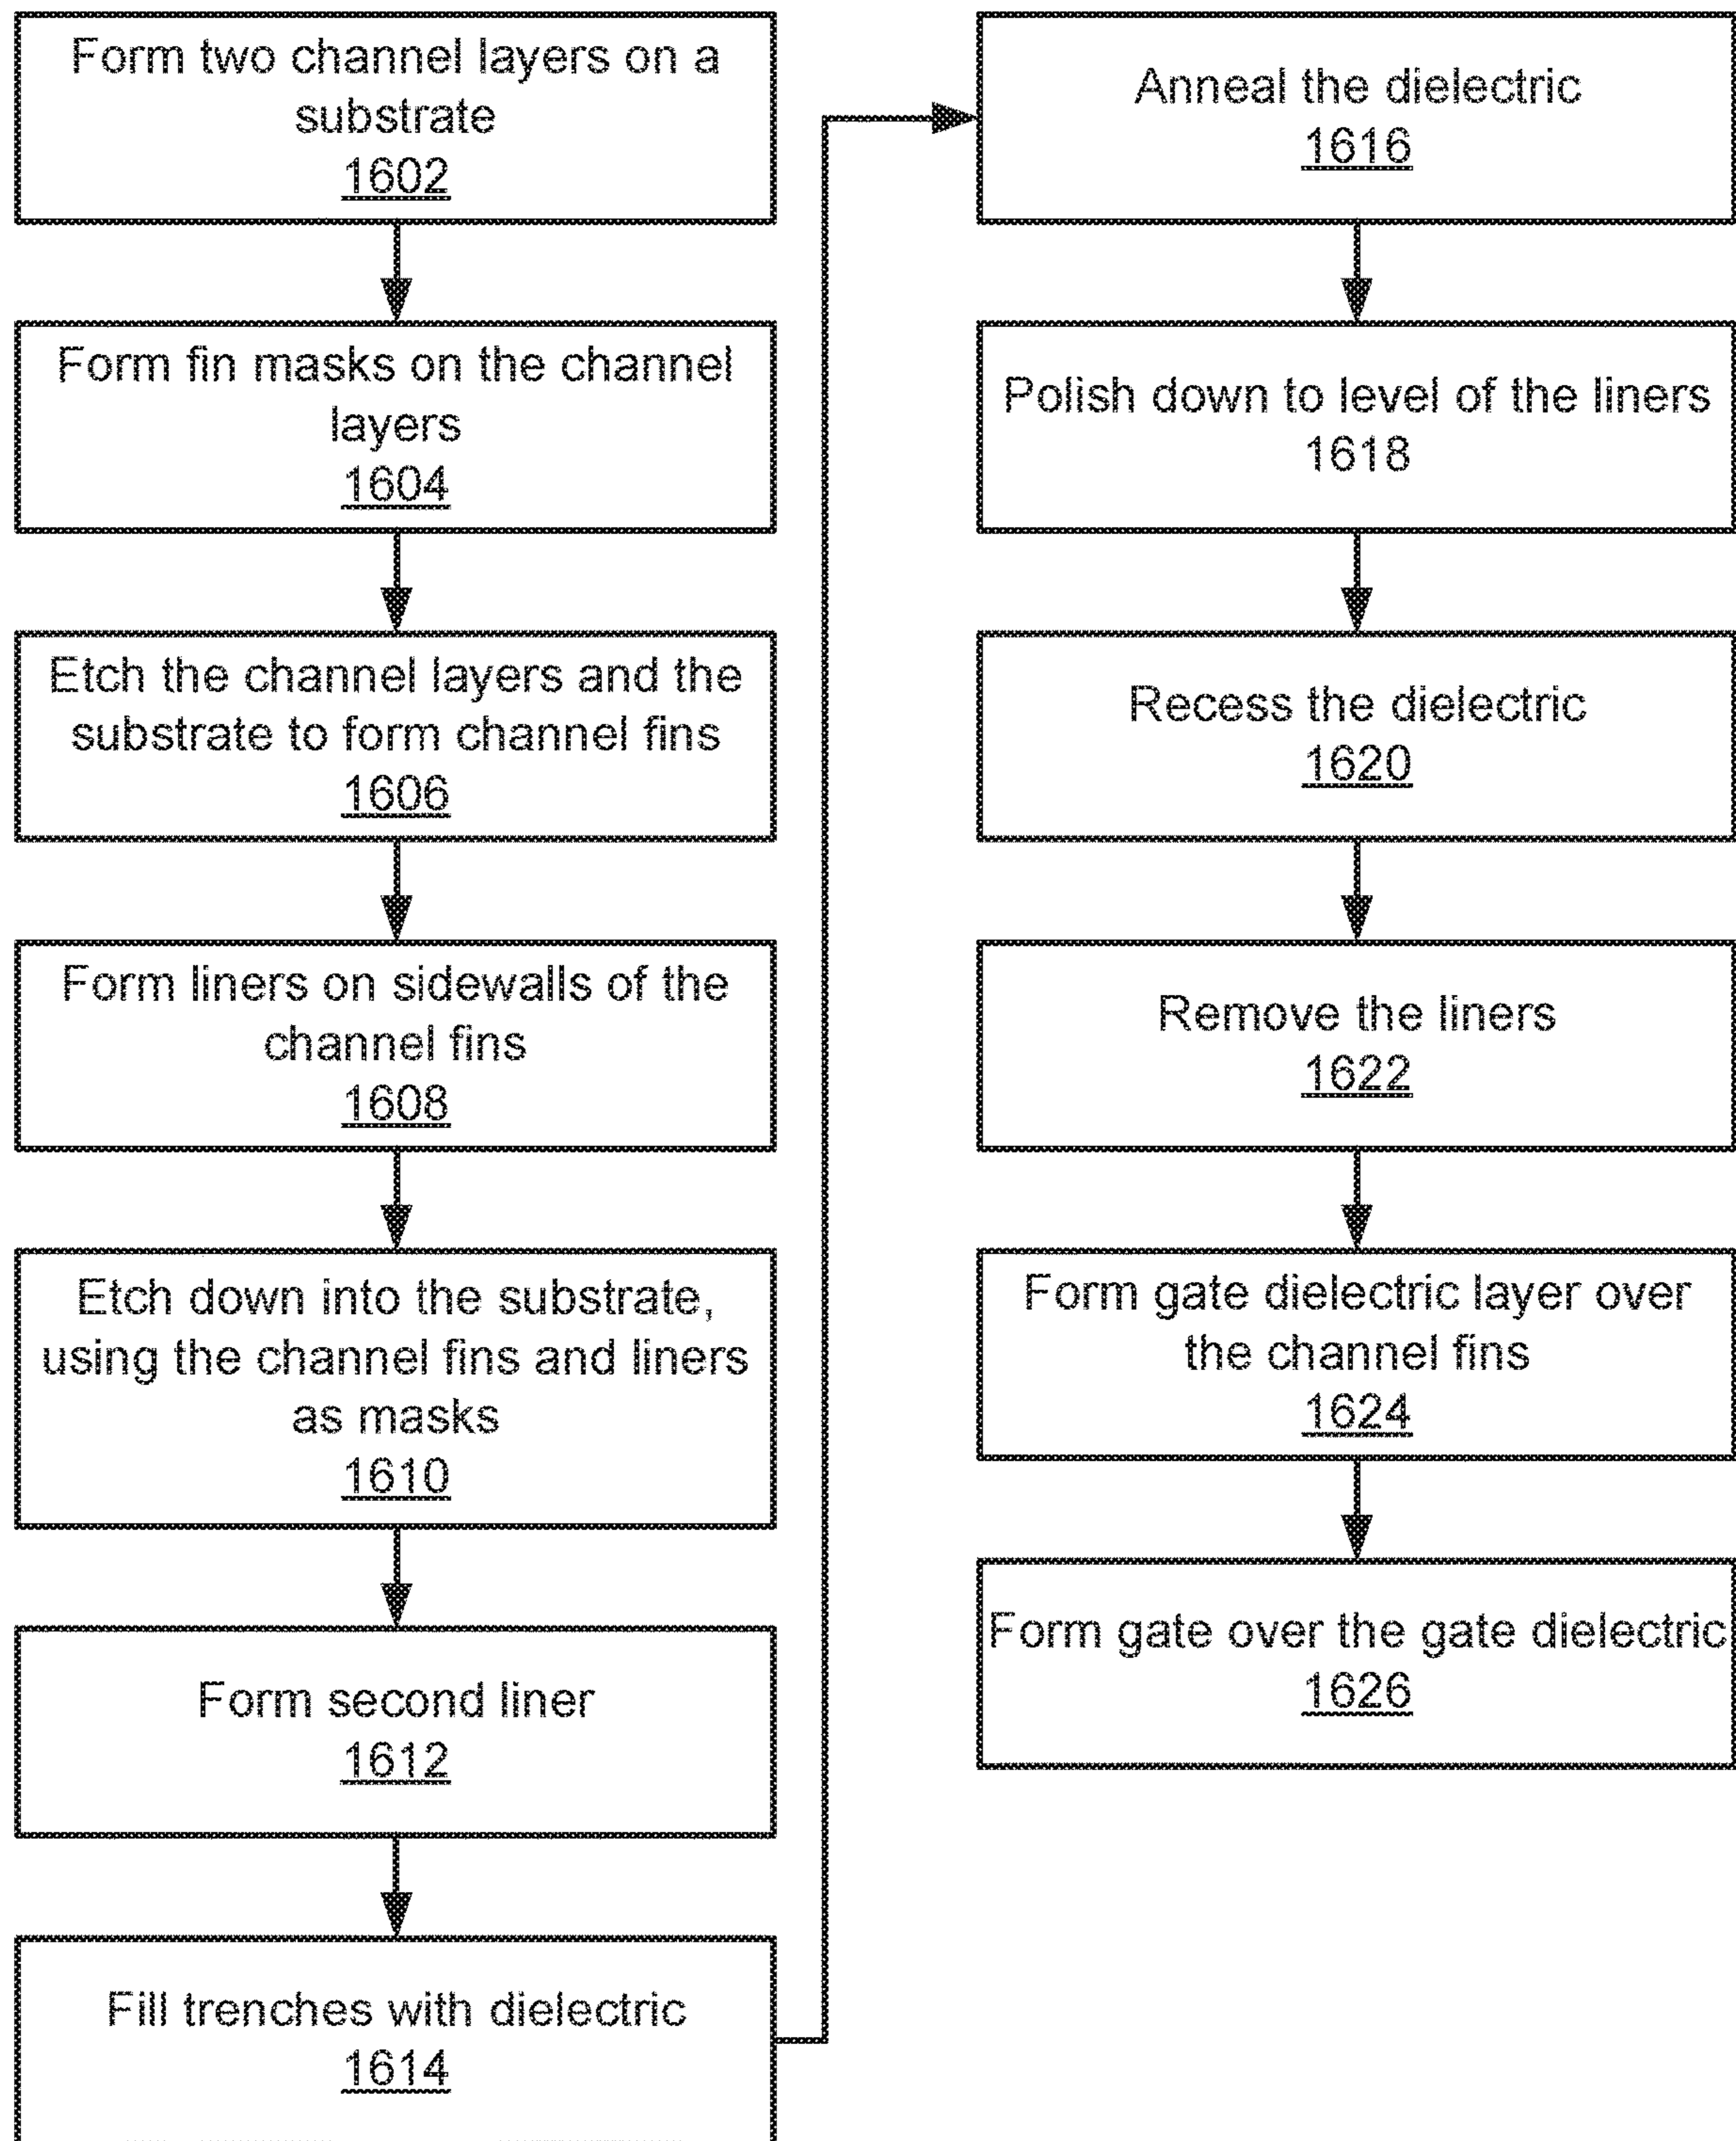 Form two channel layers on a
substrate
1602
Form fin masks on the channel
layers
1604
Etch the channel layers and the
substrate to form channel fins
1606
Form liners on sidewalls of the
channel fins
1608
Etch down into the substrate,
using the channel fins and liners
as masks
1610
Form second liner
1612
Fill trenches with dielectric
1614
Anneal the dielectric
1616
Polish down to level of the liners
1618
Recess the dielectric
1620
Remove the liners
1622
Form gate dielectric layer over
the channel fins
1624
Form gate over the gate dielectric
1626